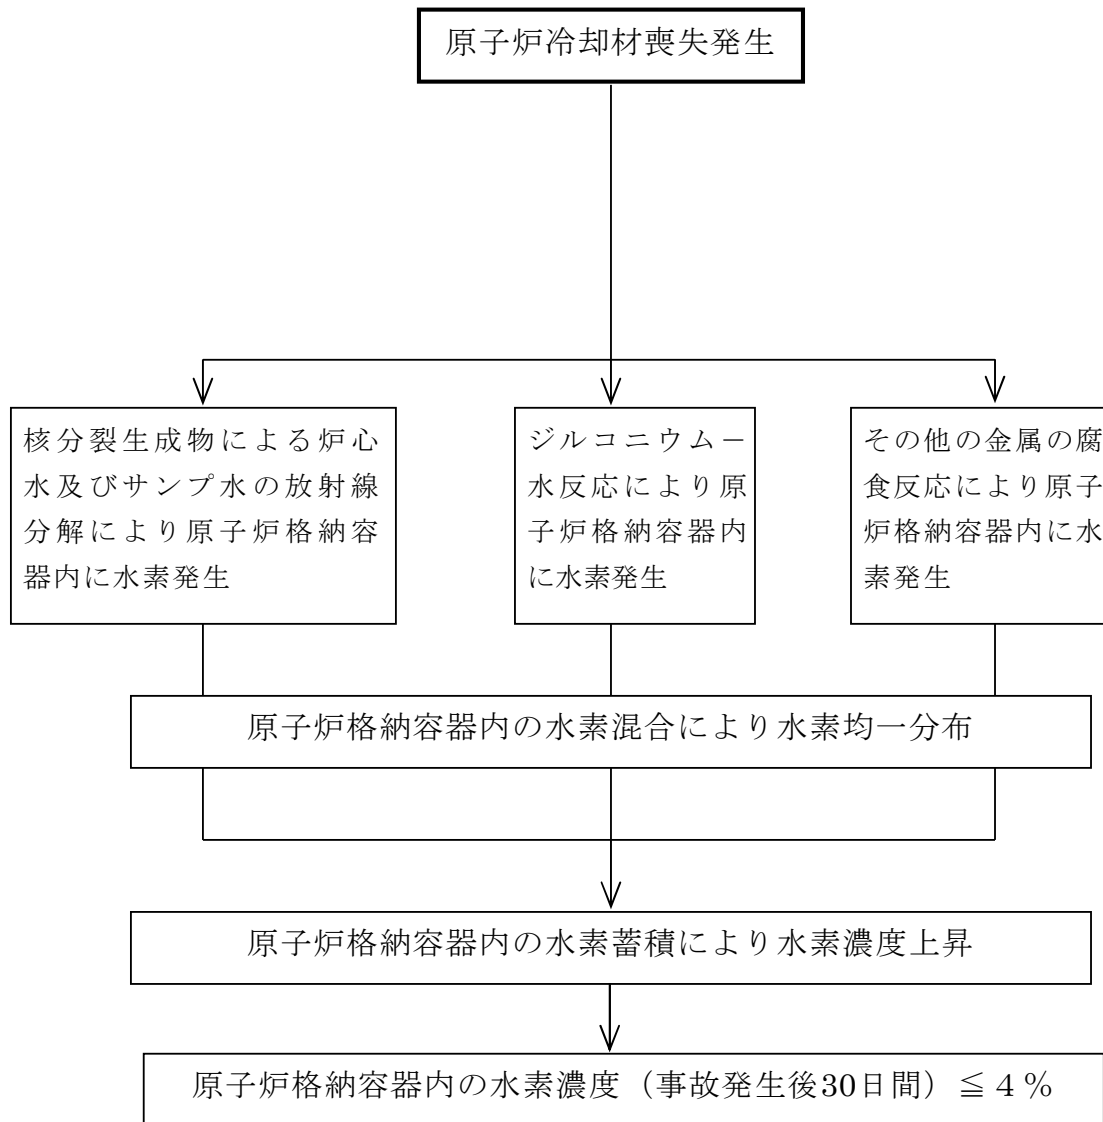 原子炉冷却材喪失発生
核分裂生成物による炉心
水及びサンプ水の放射線
分解により原子炉格納容
器内に水素発生
ジルコニウム－
水反応により原
子炉格納容器内
に水素発生
その他の金属の腐
食反応により原子
炉格納容器内に水
素発生
原子炉格納容器内の水素混合により水素均一分布
原子炉格納容器内の水素蓄積により水素濃度上昇
原子炉格納容器内の水素濃度（事故発生後30日間）≦４％